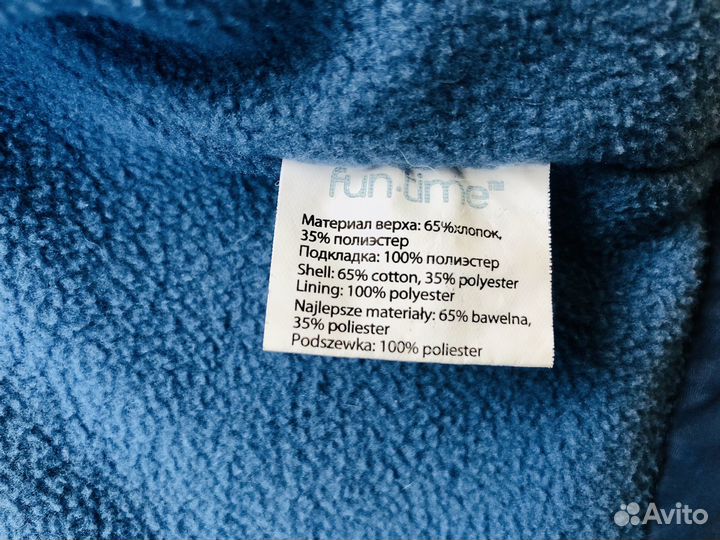 fun·time™
Материал верха: 65%хлопок,
35% полиэстер
Подкладка: 100% полиэстер
Shell: 65% cotton, 35% polyester
Lining: 100% polyester
Najlepsze materiały: 65% bawełna,
35% poliester
Podszewka: 100% poliester
Avito